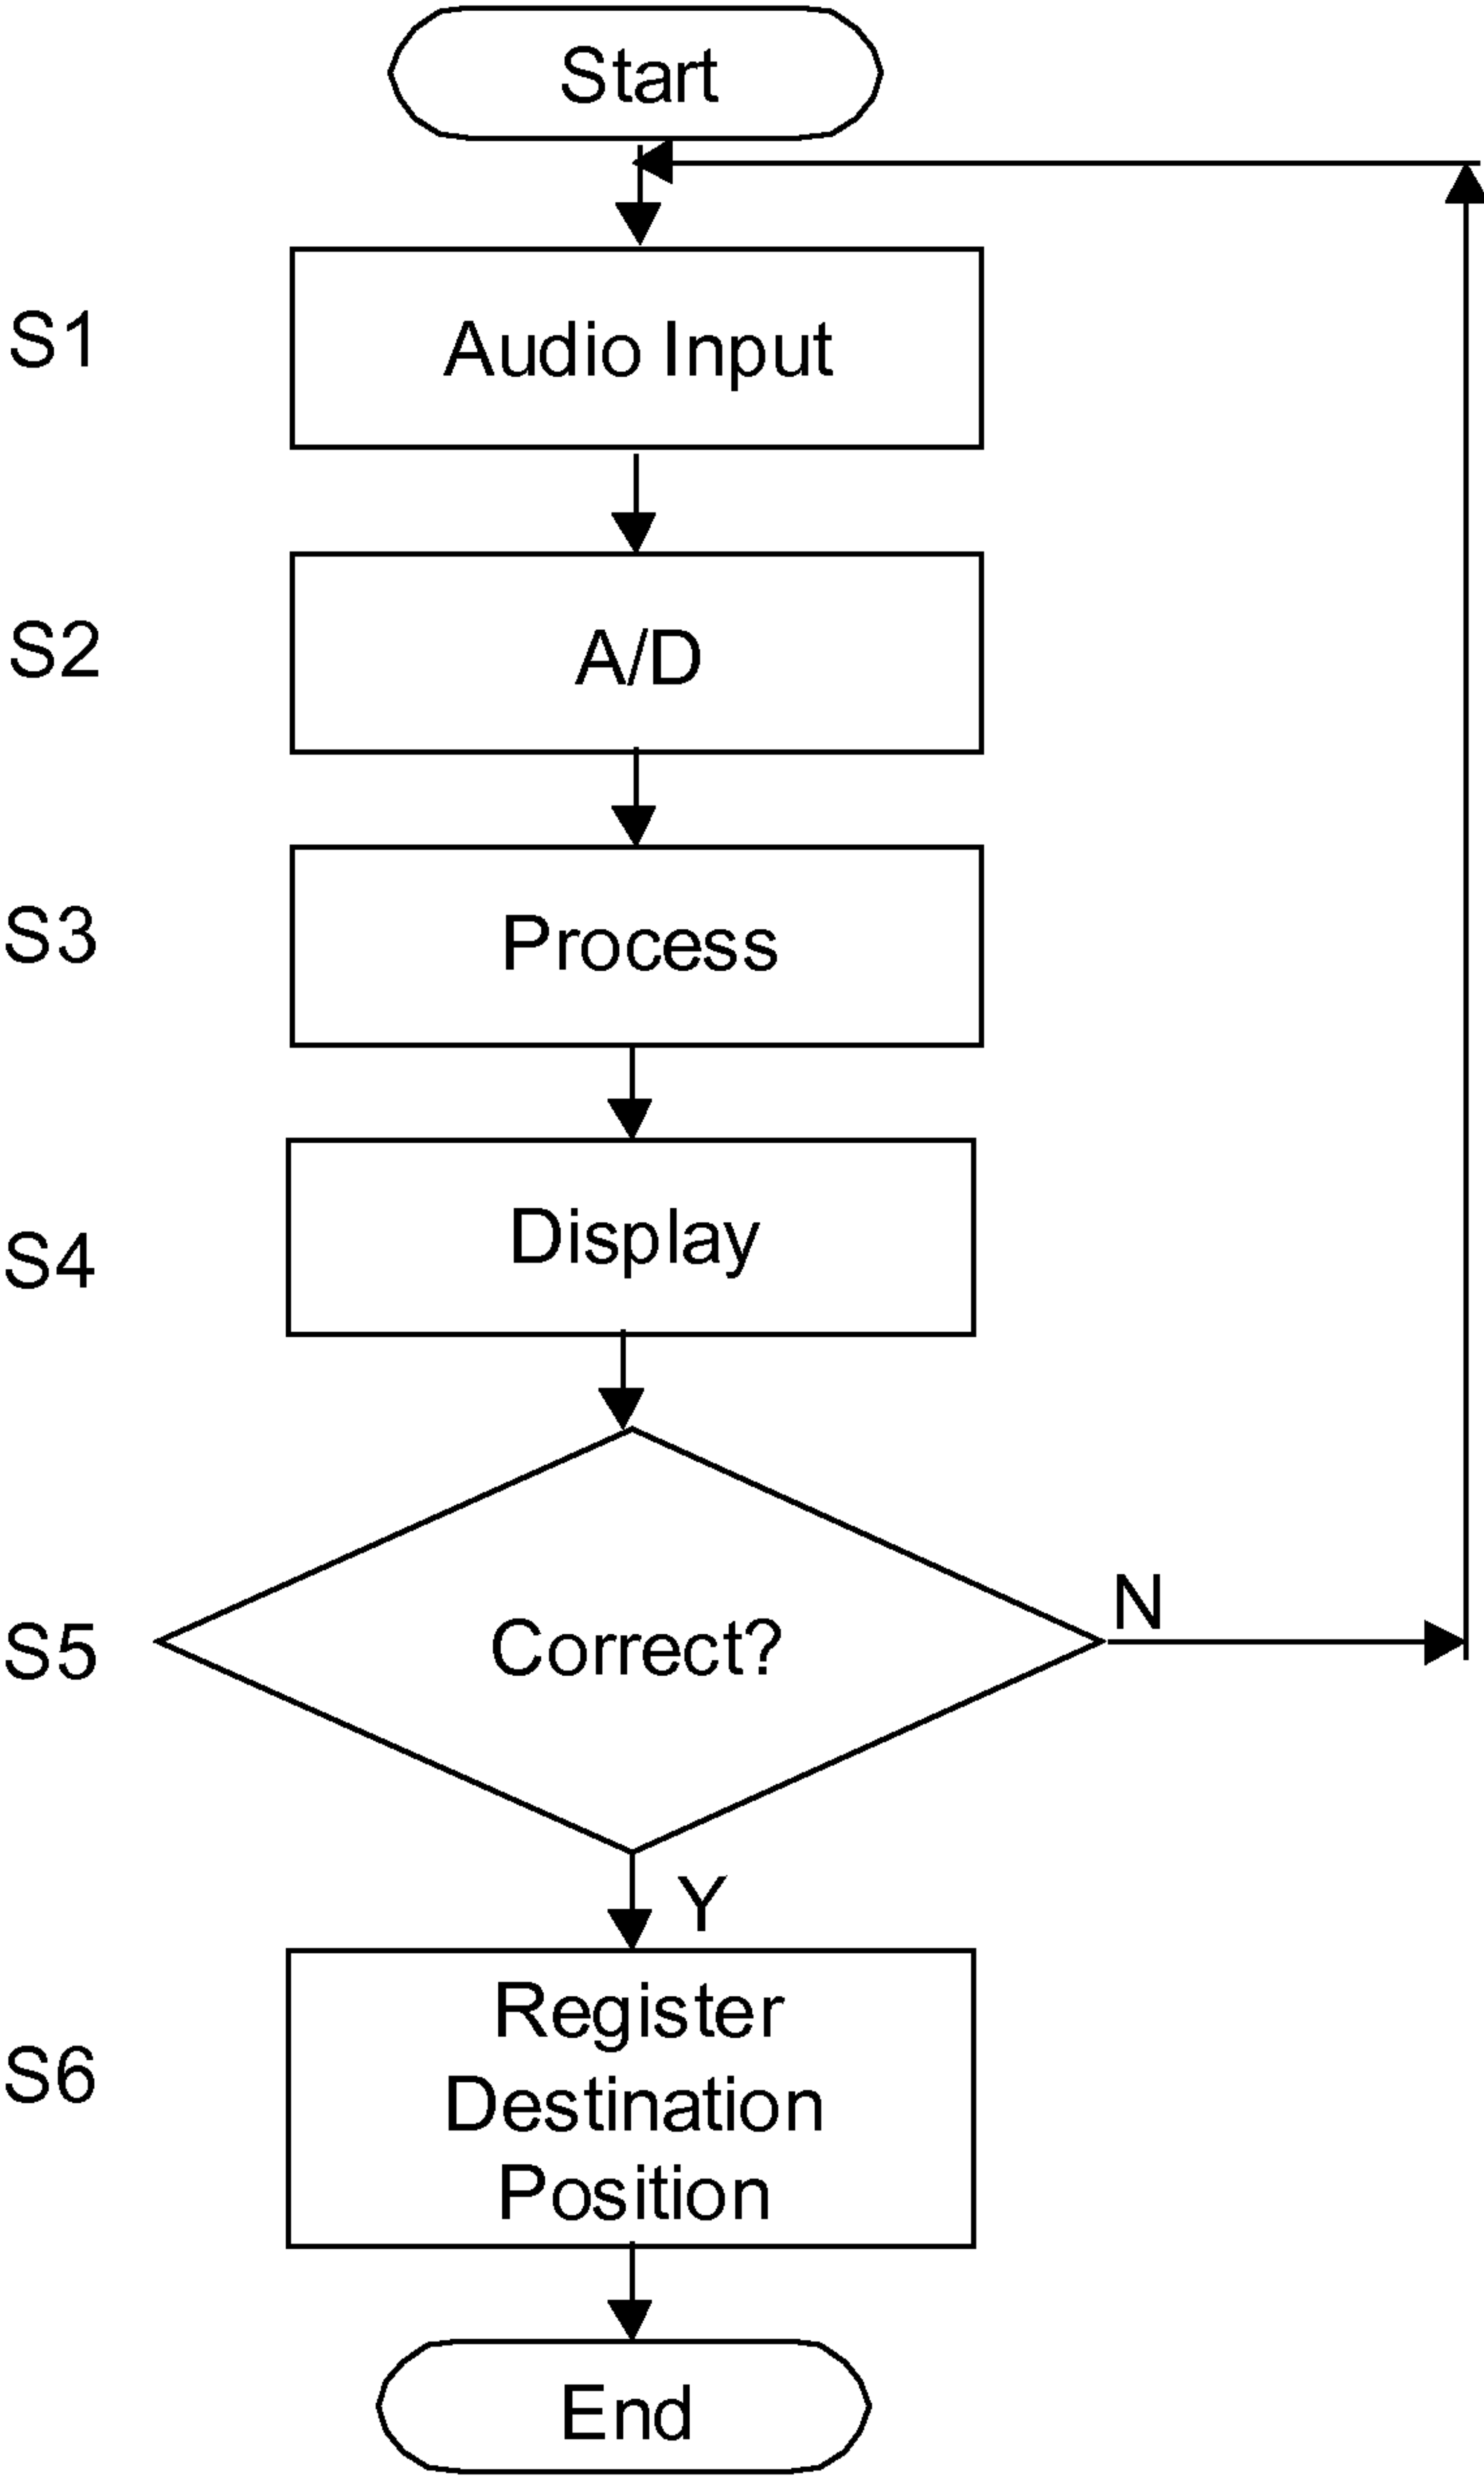 Start
S1
Audio Input
S2
A/D
S3
Process
S4
Display
S5
Correct?
N
Y
S6
Register
Destination
Position
End